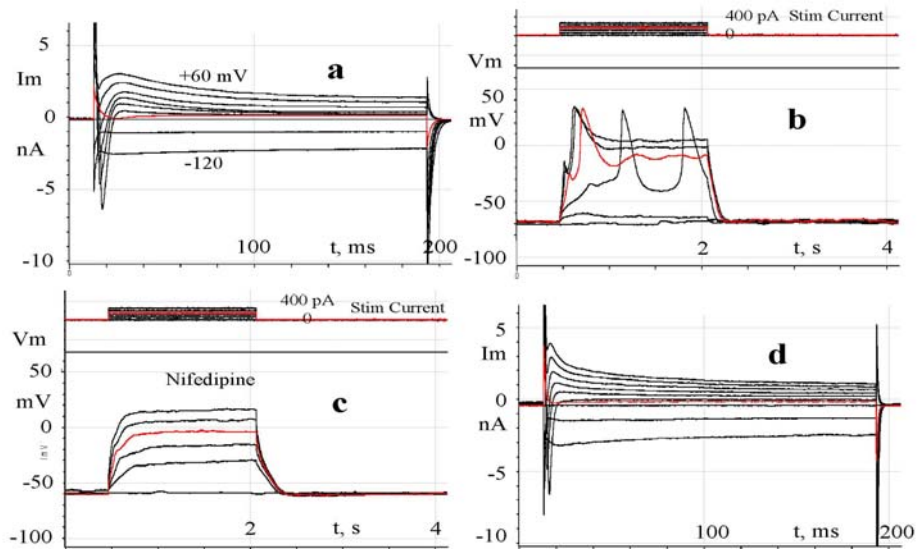 5
Im
+60 mV
a
0
nA
-120
-5
-10
0
100
t, ms
200
400 pA Stim Current
0
Vm
50
mV
b
0
-50
-100
2
t, s
4
400 pA Stim Current
0
Vm
50
Nifedipine
mV
c
0
-50
-100
2
t, s
4
5
Im
d
0
nA
-5
-10
100
t, ms
200